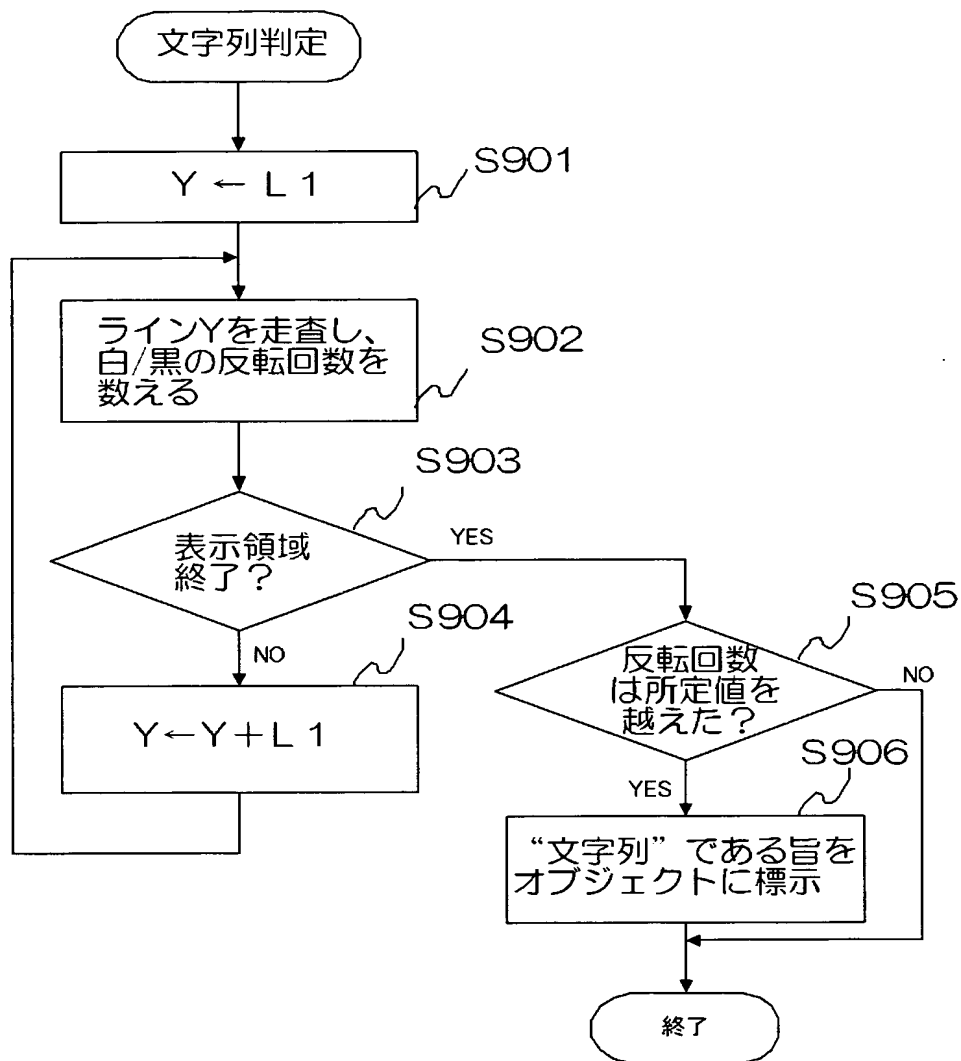 文字列判定
Y ← L 1
S901
ラインYを走査し、
白/黒の反転回数を
数える
S902
表示領域
終了？
S903
YES
NO
Y←Y＋L 1
S904
反転回数
は所定値を
越えた？
S905
NO
YES
“文字列”である旨を
オブジェクトに標示
S906
終了